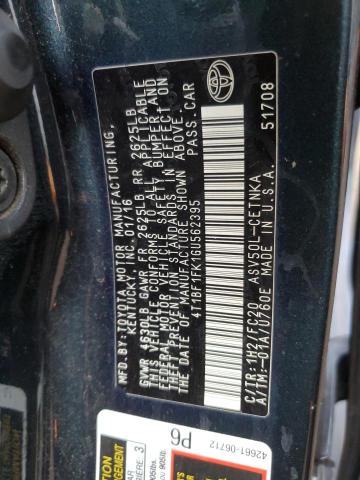 MFD. BY: TOYOTA MOTOR MANUFACTURING,
KENTUCKY, INC. 01/16
GVWR 4630LB GAWR FR 2625LB RR 2625LB
THIS VEHICLE CONFORMS TO ALL APPLICABLE
FEDERAL MOTOR VEHICLE SAFETY, BUMPER, AND
THEFT PREVENTION STANDARDS IN EFFECT ON
THE DATE OF MANUFACTURE SHOWN ABOVE.
4T1BF1FK1GU562395 PASS. CAR
C/TR: 1H2/FC20 ASV50L-CETNKA
A/TM: -01A/U760E MADE IN U.S.A.
51708
P6
42661-06712
3